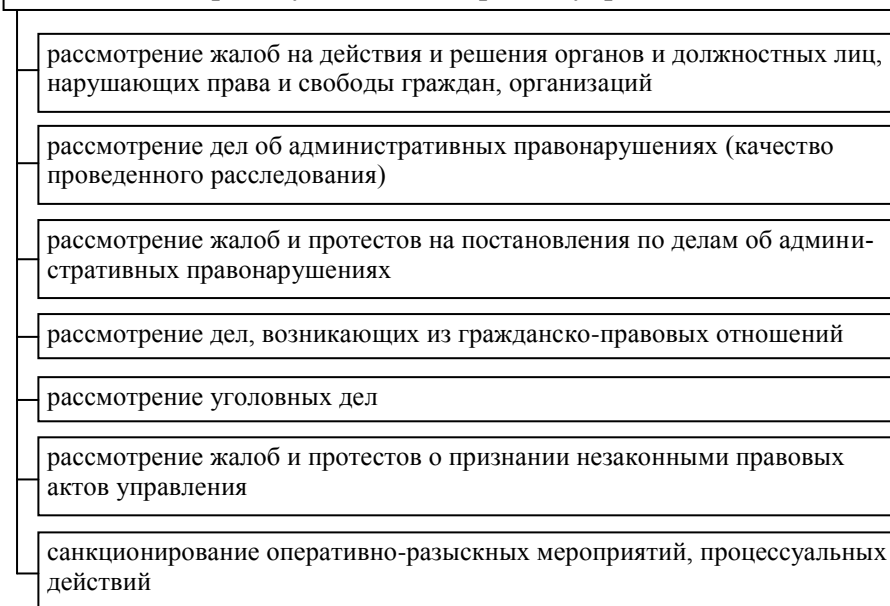 рассмотрение жалоб на действия и решения органов и должностных лиц,
нарушающих права и свободы граждан, организаций
рассмотрение дел об административных правонарушениях (качество
проведенного расследования)
рассмотрение жалоб и протестов на постановления по делам об админи-
стративных правонарушениях
рассмотрение дел, возникающих из гражданско-правовых отношений
рассмотрение уголовных дел
рассмотрение жалоб и протестов о признании незаконными правовых
актов управления
санкционирование оперативно-разыскных мероприятий, процессуальных
действий